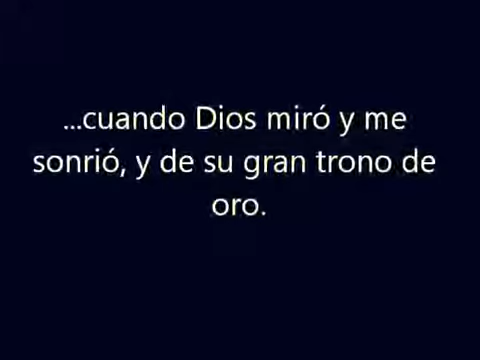 ...cuando Dios miró y me
sonrió, y de su gran trono de
oro.